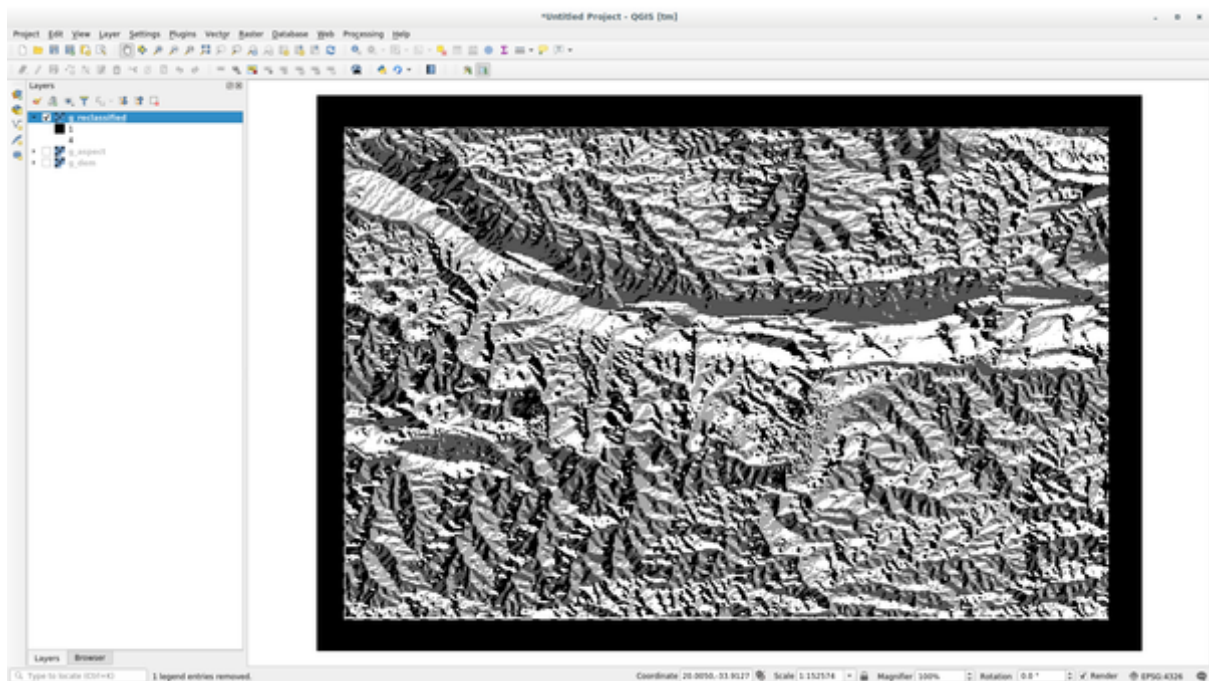 *Untitled Project - QGIS [tm]
Project Edit View Layer Settings Plugins Vector Raster Database Web Processing Help
Layers
g_reclassified
1
4
g_aspect
g_dem
Layers Browser
Type to locate (Ctrl+K) 1 legend entries removed. Coordinate 20.0050,-33.9127 Scale 1:152574 Magnifier 100% Rotation 0.0 ° Render EPSG:4326